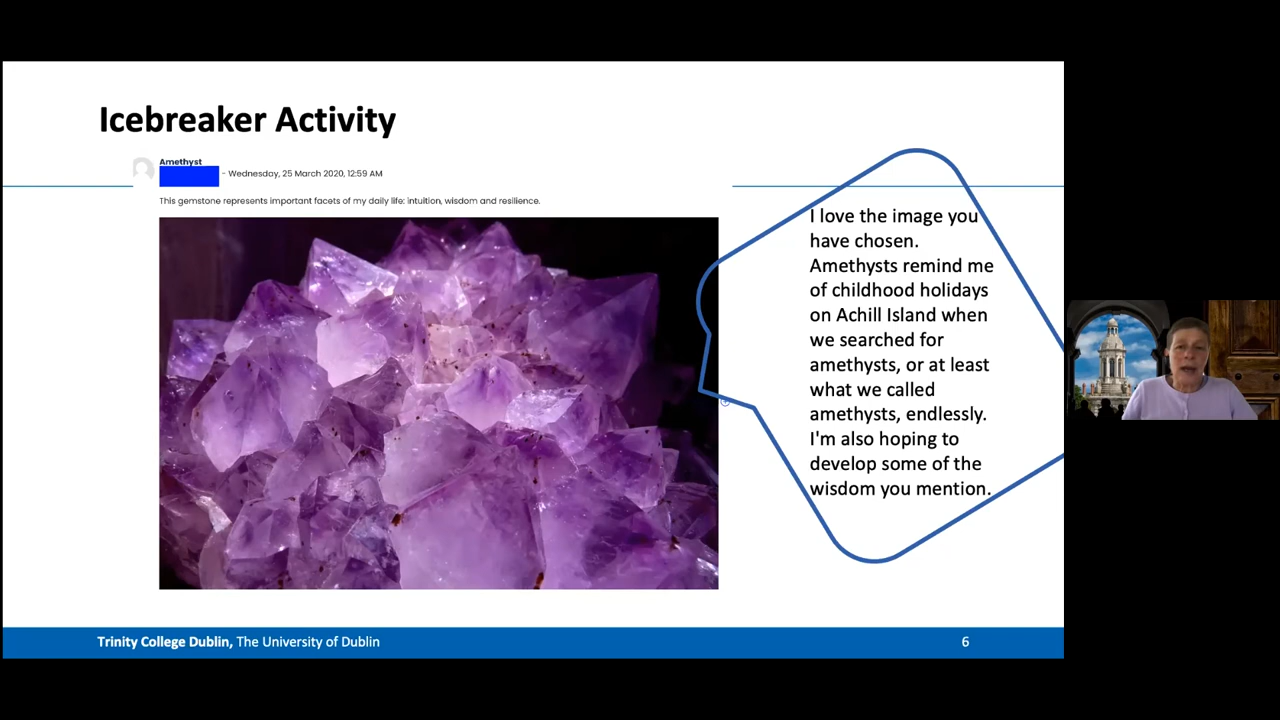 Icebreaker Activity
Amethyst
- Wednesday, 25 March 2020, 12:59 AM
This gemstone represents important facets of my daily life: intuition, wisdom and resilience.
I love the image you
have chosen.
Amethysts remind me
of childhood holidays
on Achill Island when
we searched for
amethysts, or at least
what we called
amethysts, endlessly.
I'm also hoping to
develop some of the
wisdom you mention.
Trinity College Dublin, The University of Dublin
6